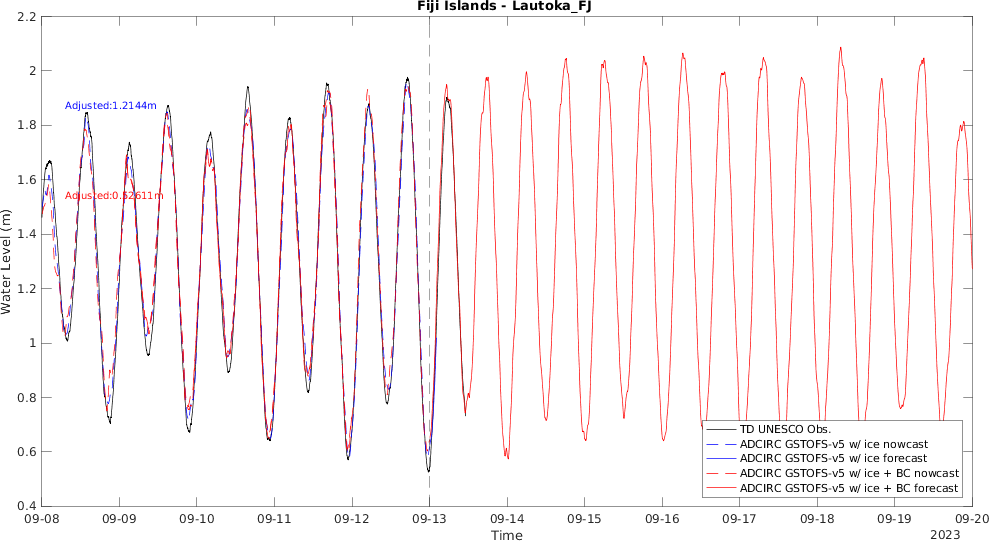 Fiji Islands - Lautoka_FJ
2.2
2
1.8
1.6
1.4
1.2
1
0.8
0.6
0.4
Water Level (m)
Adjusted:1.2144m
Adjusted:0.52611m
TD UNESCO Obs.
ADCIRC GSTOFS-v5 w/ ice nowcast
ADCIRC GSTOFS-v5 w/ ice forecast
ADCIRC GSTOFS-v5 w/ ice + BC nowcast
ADCIRC GSTOFS-v5 w/ ice + BC forecast
09-08 09-09 09-10 09-11 09-12 09-13 09-14 09-15 09-16 09-17 09-18 09-19 09-20
Time
2023